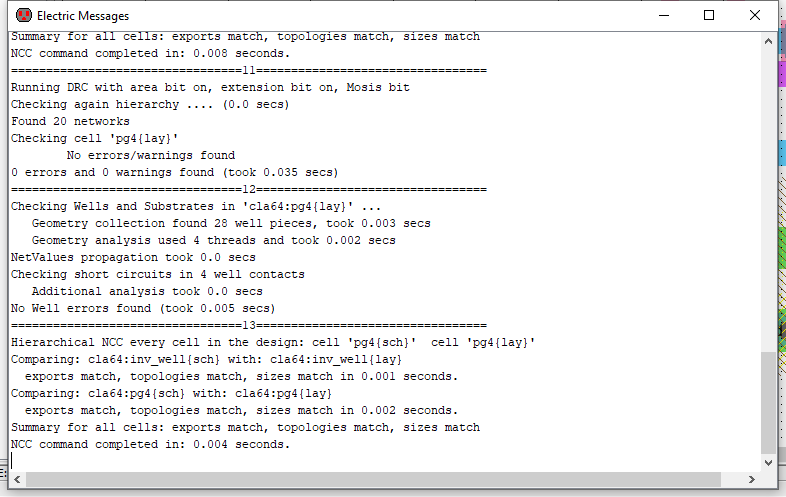 Electric Messages
Summary for all cells: exports match, topologies match, sizes match
NCC command completed in: 0.008 seconds.
=================================11=================================
Running DRC with area bit on, extension bit on, Mosis bit
Checking again hierarchy .... (0.0 secs)
Found 20 networks
Checking cell 'pg4{lay}'
        No errors/warnings found
0 errors and 0 warnings found (took 0.035 secs)
=================================12=================================
Checking Wells and Substrates in 'cla64:pg4{lay}' ...
   Geometry collection found 28 well pieces, took 0.003 secs
   Geometry analysis used 4 threads and took 0.002 secs
NetValues propagation took 0.0 secs
Checking short circuits in 4 well contacts
   Additional analysis took 0.0 secs
No Well errors found (took 0.005 secs)
=================================13=================================
Hierarchical NCC every cell in the design: cell 'pg4{sch}'  cell 'pg4{lay}'
Comparing: cla64:inv_well{sch} with: cla64:inv_well{lay}
  exports match, topologies match, sizes match in 0.001 seconds.
Comparing: cla64:pg4{sch} with: cla64:pg4{lay}
  exports match, topologies match, sizes match in 0.002 seconds.
Summary for all cells: exports match, topologies match, sizes match
NCC command completed in: 0.004 seconds.